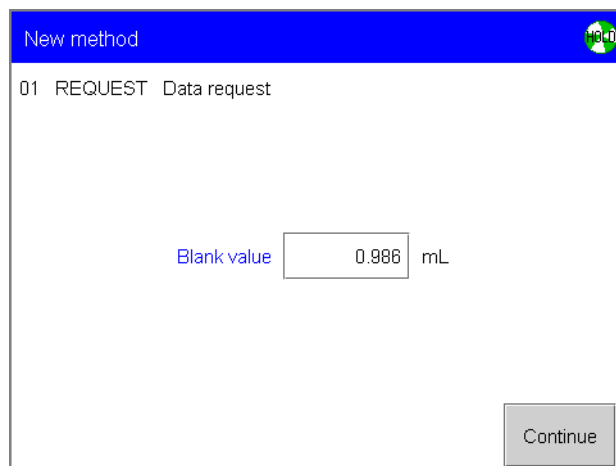 New method HOLD
01 REQUEST Data request
Blank value 0.986 mL
Continue